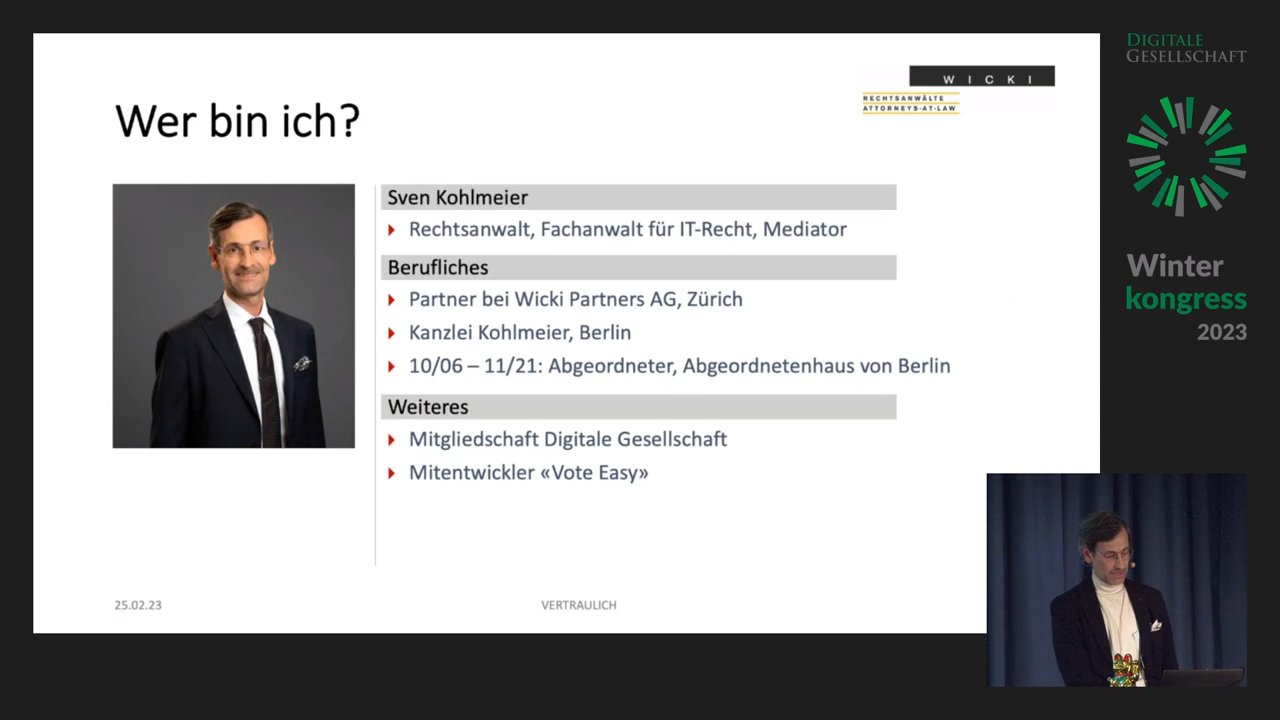 Wer bin ich?
WICKI
RECHTSANWÄLTE
ATTORNEYS-AT-LAW
Sven Kohlmeier
Rechtsanwalt, Fachanwalt für IT-Recht, Mediator
Berufliches
Partner bei Wicki Partners AG, Zürich
Kanzlei Kohlmeier, Berlin
10/06 – 11/21: Abgeordneter, Abgeordnetenhaus von Berlin
Weiteres
Mitgliedschaft Digitale Gesellschaft
Mitentwickler «Vote Easy»
25.02.23
VERTRAULICH
DIGITALE
GESELLSCHAFT
Winter
kongress
2023